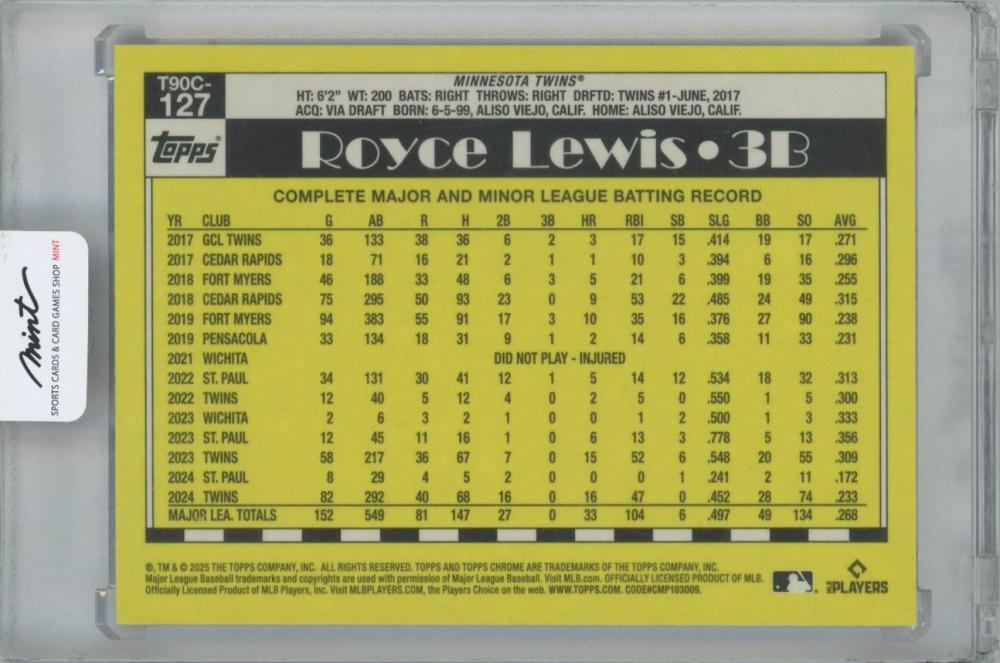 T90C-
127
MINNESOTA TWINS®
HT: 6'2" WT: 200 BATS: RIGHT THROWS: RIGHT DRFTD: TWINS #1-JUNE, 2017
ACQ: VIA DRAFT BORN: 6-5-99, ALISO VIEJO, CALIF. HOME: ALISO VIEJO, CALIF.
Topps®
Royce Lewis • 3B
COMPLETE MAJOR AND MINOR LEAGUE BATTING RECORD
YR CLUB G AB R H 2B 3B HR RBI SB SLG BB SO AVG
2017 GCL TWINS 36 133 38 36 6 2 3 17 15 .414 19 17 .271
2017 CEDAR RAPIDS 18 71 16 21 2 1 1 10 3 .394 6 16 .296
2018 FORT MYERS 46 188 33 48 6 3 5 21 6 .399 19 35 .255
2018 CEDAR RAPIDS 75 295 50 93 23 0 9 53 22 .485 24 49 .315
2019 FORT MYERS 94 383 55 91 17 3 10 35 16 .376 27 90 .238
2019 PENSACOLA 33 134 18 31 9 1 2 14 6 .358 11 33 .231
2021 WICHITA DID NOT PLAY - INJURED
2022 ST. PAUL 34 131 30 41 12 1 5 14 12 .534 18 32 .313
2022 TWINS 12 40 5 12 4 0 2 5 0 .550 1 5 .300
2023 WICHITA 2 6 3 2 1 0 0 1 2 .500 1 3 .333
2023 ST. PAUL 12 45 11 16 1 0 6 13 3 .778 5 13 .356
2023 TWINS 58 217 36 67 7 0 15 52 6 .548 20 55 .309
2024 ST. PAUL 8 29 4 5 2 0 0 0 1 .241 2 11 .172
2024 TWINS 82 292 40 68 16 0 16 47 0 .452 28 74 .233
MAJOR LEA. TOTALS 152 549 81 147 27 0 33 104 6 .497 49 134 .268
®, TM & © 2025 THE TOPPS COMPANY, INC. ALL RIGHTS RESERVED. TOPPS AND TOPPS CHROME ARE TRADEMARKS OF THE TOPPS COMPANY, INC.
Major League Baseball trademarks and copyrights are used with permission of Major League Baseball. Visit MLB.com. OFFICIALLY LICENSED PRODUCT OF MLB.
Officially Licensed Product of MLB Players, Inc. Visit MLBPLAYERS.com, the Players Choice on the web. WWW.TOPPS.COM. CODE#CMP103009.
MLB PLAYERS
mint
SPORTS CARDS & CARD GAMES SHOP MINT